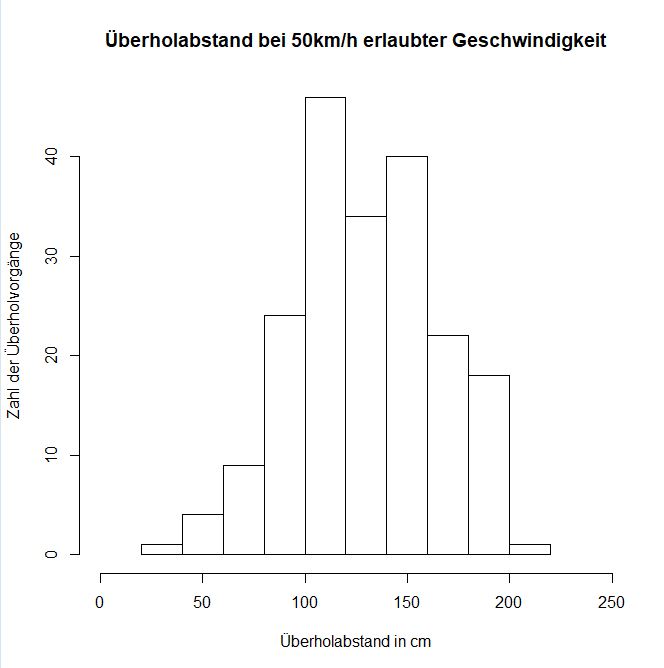 Überholabstand bei 50km/h erlaubter Geschwindigkeit
Zahl der Überholvorgänge
40
30
20
10
0
0 50 100 150 200 250
Überholabstand in cm